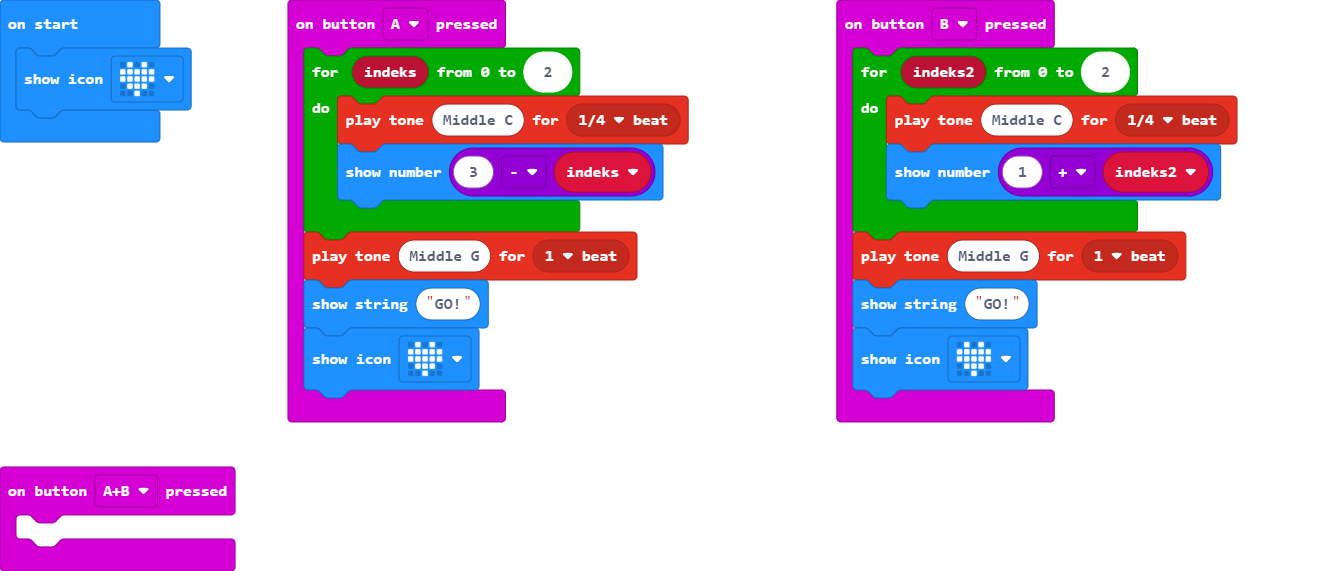 on start
show icon
on button A pressed
for indeks from 0 to 2
do
play tone Middle C for 1/4 beat
show number 3 - indeks
play tone Middle G for 1 beat
show string "GO!"
show icon
on button B pressed
for indeks2 from 0 to 2
do
play tone Middle C for 1/4 beat
show number 1 + indeks2
play tone Middle G for 1 beat
show string "GO!"
show icon
on button A+B pressed